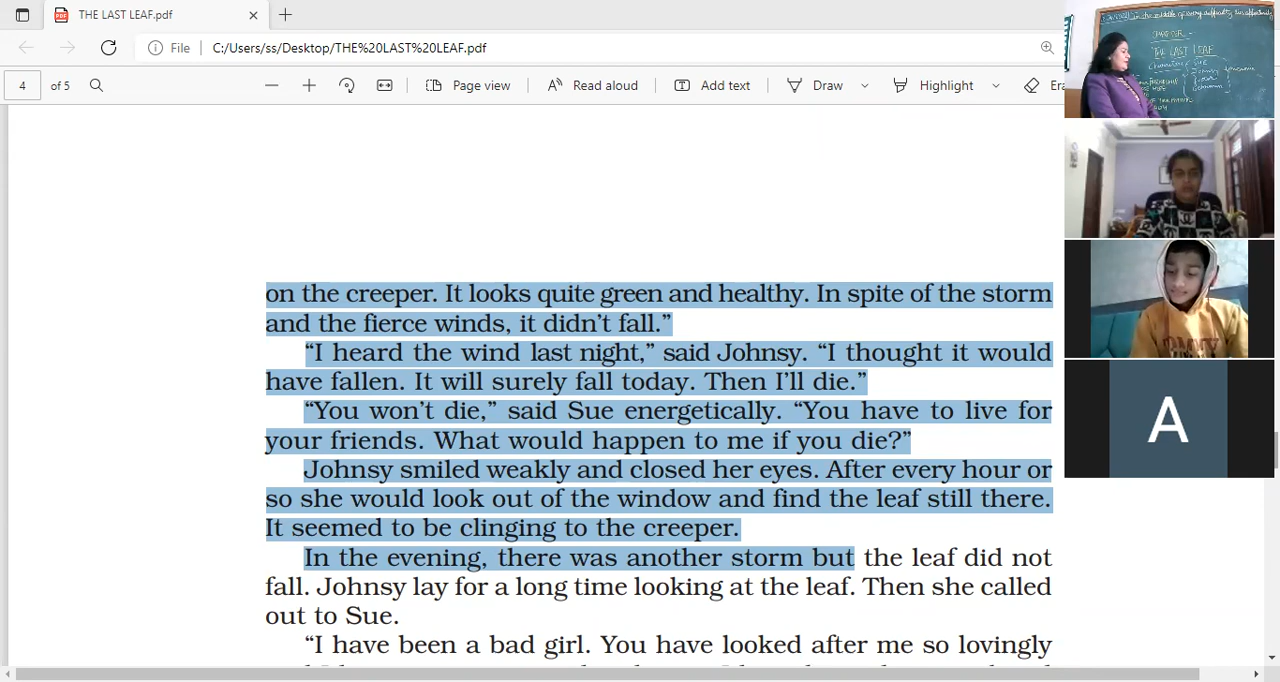 THE LAST LEAF.pdf
File
C:/Users/ss/Desktop/THE%20LAST%20LEAF.pdf
4 of 5
Page view
Read aloud
Add text
Draw
Highlight
on the creeper. It looks quite green and healthy. In spite of the storm
and the fierce winds, it didn't fall.”
“I heard the wind last night,” said Johnsy. “I thought it would
have fallen. It will surely fall today. Then I'll die.”
“You won't die,” said Sue energetically. “You have to live for
your friends. What would happen to me if you die?”
Johnsy smiled weakly and closed her eyes. After every hour or
so she would look out of the window and find the leaf still there.
It seemed to be clinging to the creeper.
In the evening, there was another storm but the leaf did not
fall. Johnsy lay for a long time looking at the leaf. Then she called
out to Sue.
“I have been a bad girl. You have looked after me so lovingly
THE LAST LEAF
SUE
A